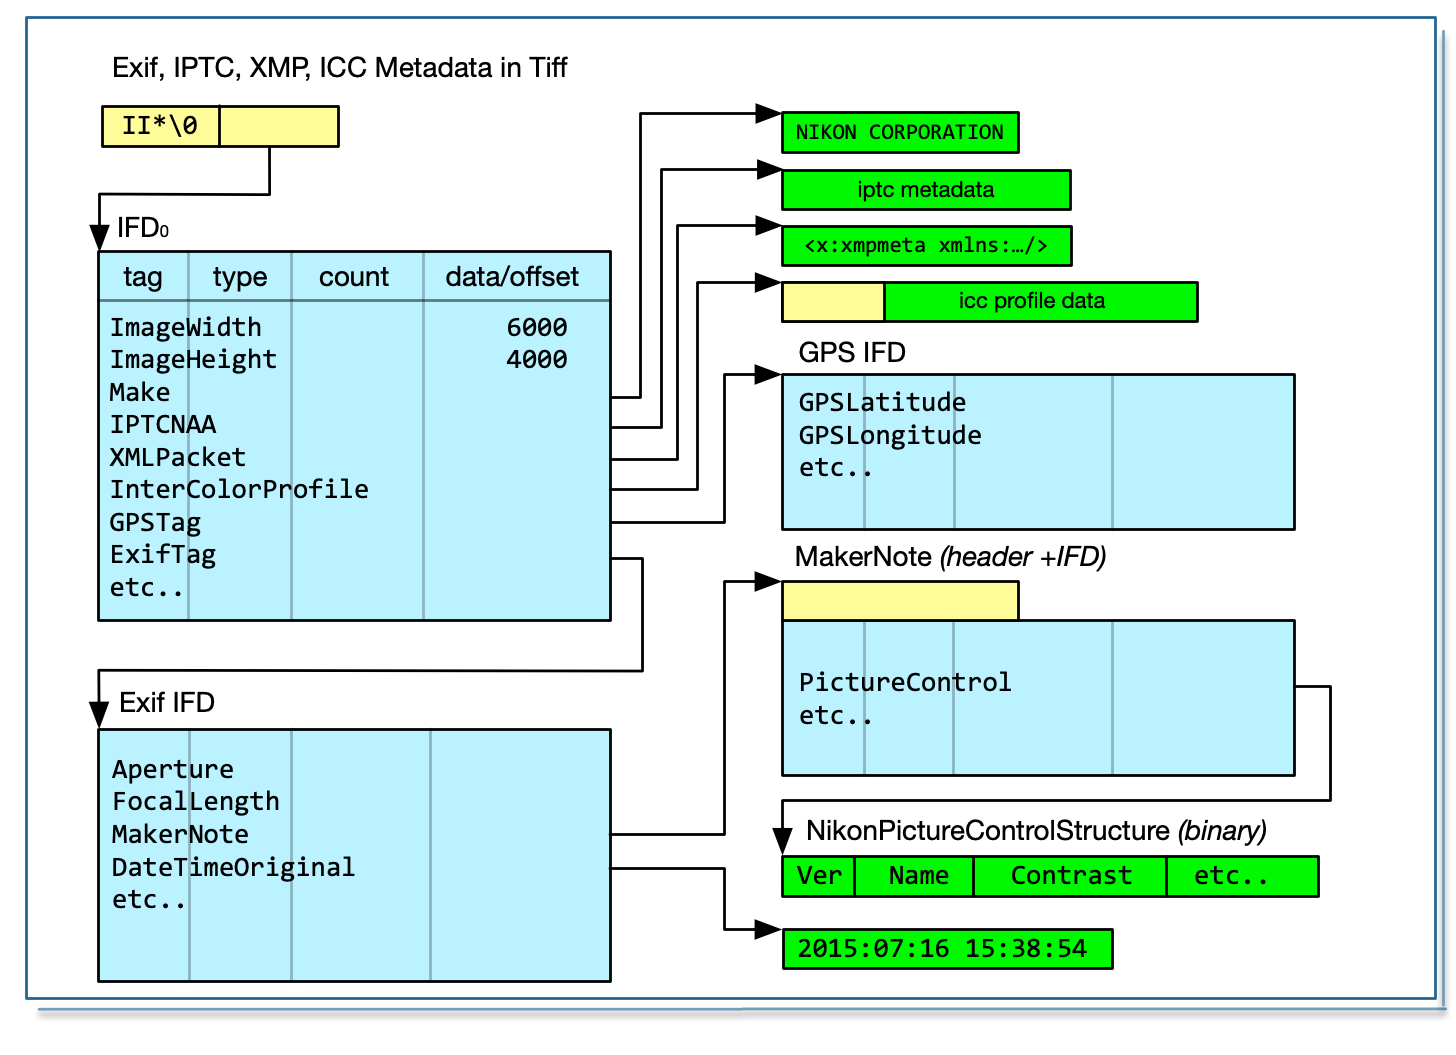 Exif, IPTC, XMP, ICC Metadata in Tiff
II*\0
IFD₀
tag type count data/offset
ImageWidth 6000
ImageHeight 4000
Make
IPTCNAA
XMLPacket
InterColorProfile
GPSTag
ExifTag
etc..
Exif IFD
Aperture
FocalLength
MakerNote
DateTimeOriginal
etc..
NIKON CORPORATION
iptc metadata
<x:xmpmeta xmlns:…/>
icc profile data
GPS IFD
GPSLatitude
GPSLongitude
etc..
MakerNote (header +IFD)
PictureControl
etc..
NikonPictureControlStructure (binary)
Ver Name Contrast etc..
2015:07:16 15:38:54